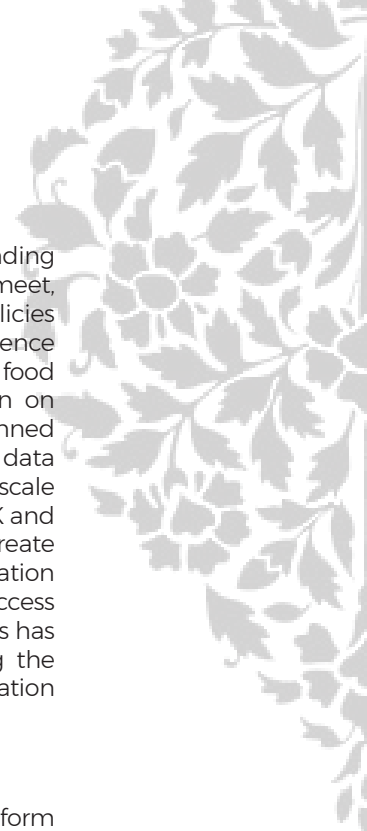 nding
meet,
licies
ence
food
n on
nned
data
scale
K and
reate
ation
ccess
s has
g the
ation
form